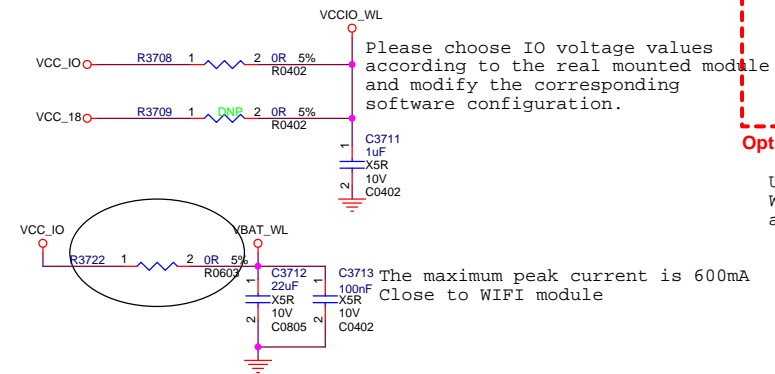 VCCIO_WL
VCC_IO R3708 1 2 0R 5%
R0402
Please choose IO voltage values
according to the real mounted module
and modify the corresponding
software configuration.
VCC_18 R3709 1 DNP 2 0R 5%
R0402
1 C3711
1uF
X5R
10V
2 C0402
Opt
U
W
a
VCC_IO VBAT_WL
R3722 1 2 0R 5%
R0603
1 C3712
22uF
X5R
10V
2 C0805
1 C3713
100nF
X5R
10V
2 C0402
The maximum peak current is 600mA
Close to WIFI module